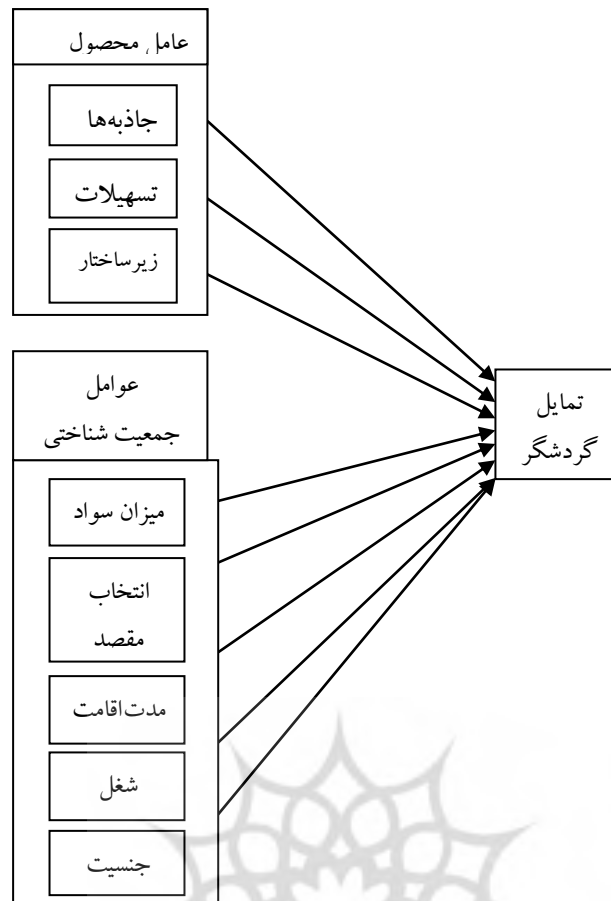 عامل محصول
جاذبه‌ها
تسهیلات
زیرساختار
عوامل
جمعیت شناختی
میزان سواد
انتخاب
مقصد
مدت‌اقامت
شغل
جنسیت
تمایل
گردشگر